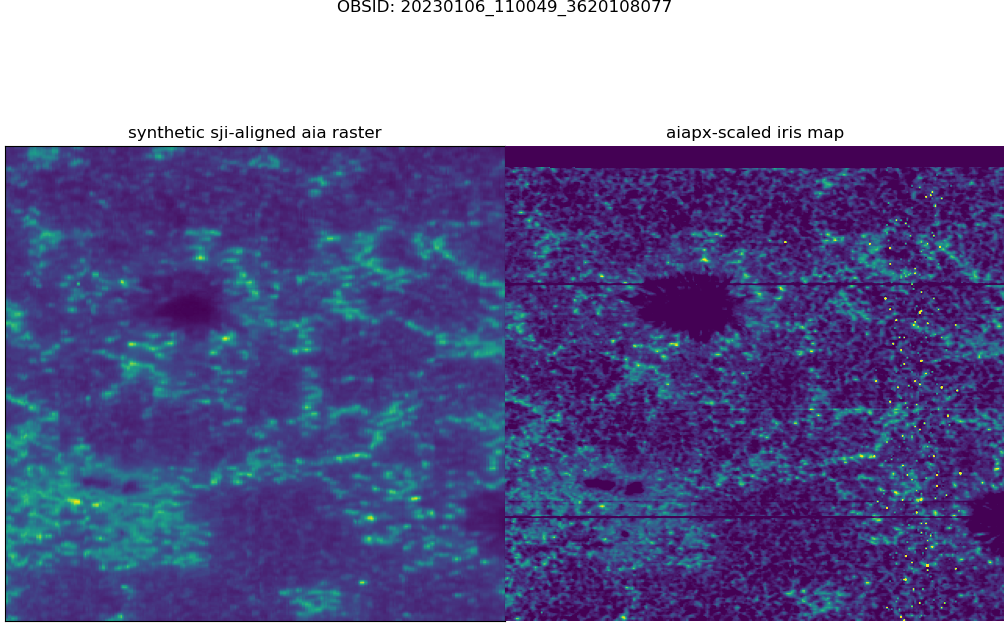 OBSID: 20230106_110049_3620108077
synthetic sji-aligned aia raster
aiapx-scaled iris map